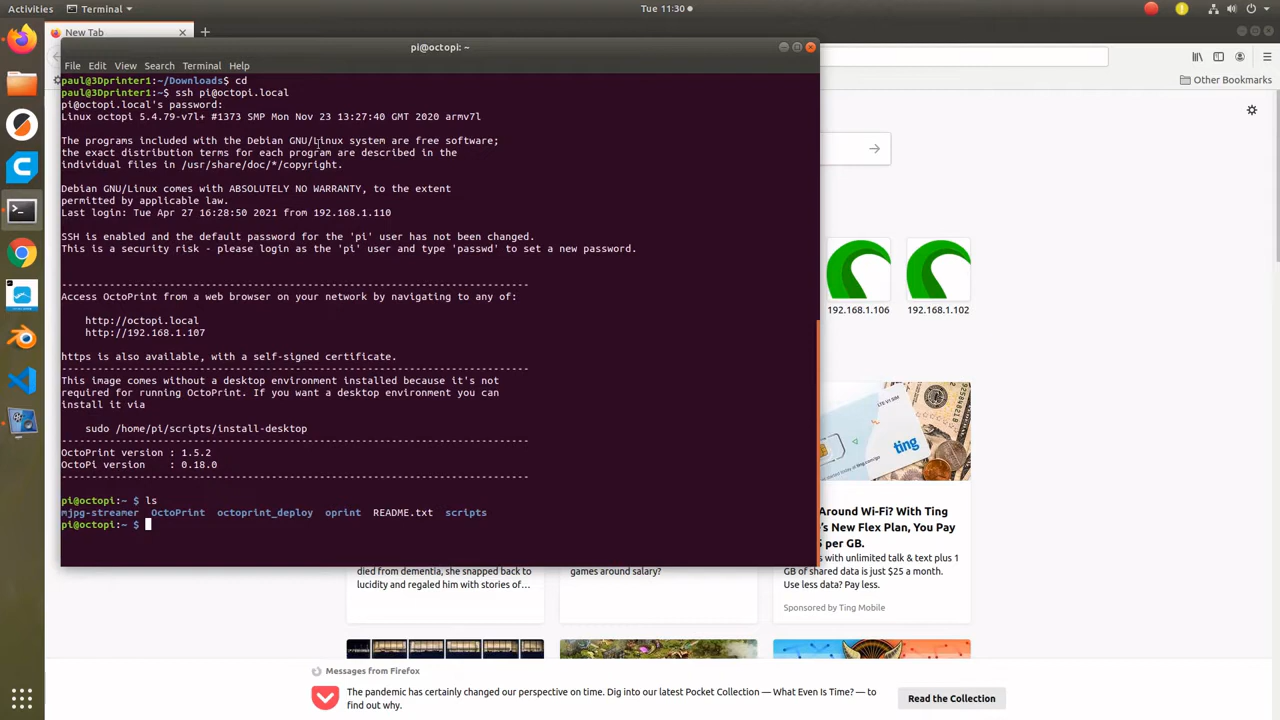 Activities
Terminal
Tue 11:30
New Tab
pi@octopi: ~
File Edit View Search Terminal Help
Other Bookmarks
paul@3Dprinter1:~/Downloads$ cd
paul@3Dprinter1:~$ ssh pi@octopi.local
pi@octopi.local's password:
Linux octopi 5.4.79-v7l+ #1373 SMP Mon Nov 23 13:27:40 GMT 2020 armv7l
The programs included with the Debian GNU/Linux system are free software;
the exact distribution terms for each program are described in the
individual files in /usr/share/doc/*/copyright.
Debian GNU/Linux comes with ABSOLUTELY NO WARRANTY, to the extent
permitted by applicable law.
Last login: Tue Apr 27 16:28:50 2021 from 192.168.1.110
SSH is enabled and the default password for the 'pi' user has not been changed.
This is a security risk - please login as the 'pi' user and type 'passwd' to set a new password.
------------------------------------------------------------------------------
Access OctoPrint from a web browser on your network by navigating to any of:
http://octopi.local
http://192.168.1.107
https is also available, with a self-signed certificate.
------------------------------------------------------------------------------
This image comes without a desktop environment installed because it's not
required for running OctoPrint. If you want a desktop environment you can
install it via
sudo /home/pi/scripts/install-desktop
------------------------------------------------------------------------------
OctoPrint version : 1.5.2
OctoPi version : 0.18.0
------------------------------------------------------------------------------
pi@octopi:~ $ ls
mjpg-streamer OctoPrint octoprint_deploy oprint README.txt scripts
pi@octopi:~ $
192.168.1.106
192.168.1.102
LTE V1 SIM
ting
Around Wi-Fi? With Ting
's New Flex Plan, You Pay
5 per GB.
s with unlimited talk & text plus 1
GB of shared data is just $25 a month.
Use less data? Pay less.
Sponsored by Ting Mobile
died from dementia, she snapped back to
lucidity and regaled him with stories of...
games around salary?
Messages from Firefox
The pandemic has certainly changed our perspective on time. Dig into our latest Pocket Collection — What Even Is Time? — to
find out why.
Read the Collection